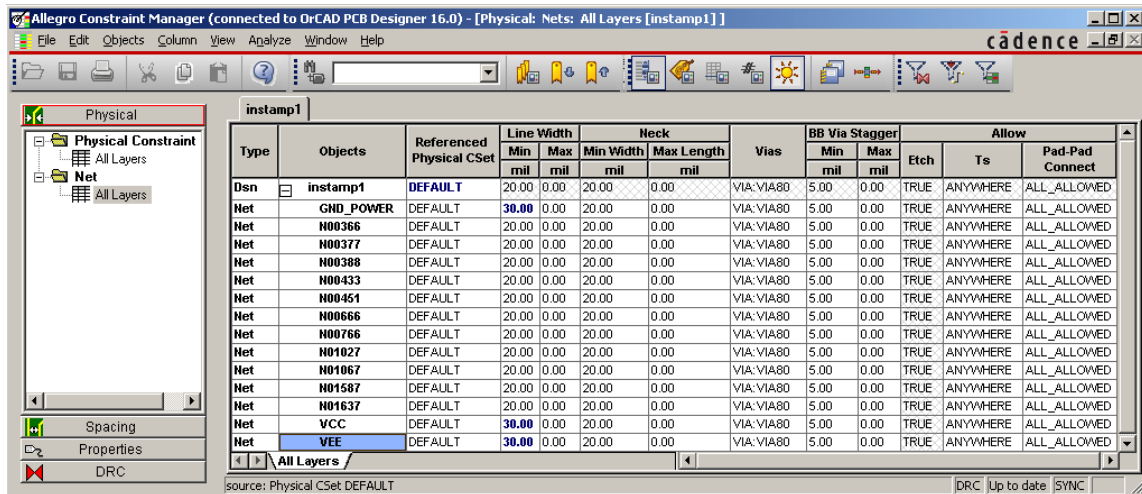 Allegro Constraint Manager (connected to OrCAD PCB Designer 16.0) - [Physical: Nets: All Layers [instamp1] ]
File Edit Objects Column View Analyze Window Help cādence
Physical
Physical Constraint
All Layers
Net
All Layers
Spacing
Properties
DRC
instamp1
Type Objects Referenced Physical CSet Line Width Neck Vias BB Via Stagger Allow
Min Max Min Width Max Length Min Max Etch Ts Pad-Pad Connect
mil mil mil mil mil mil
Dsn instamp1 DEFAULT 20.00 0.00 20.00 0.00 VIA:VIA80 5.00 0.00 TRUE ANYWHERE ALL_ALLOWED
Net GND_POWER DEFAULT 30.00 0.00 20.00 0.00 VIA:VIA80 5.00 0.00 TRUE ANYWHERE ALL_ALLOWED
Net N00366 DEFAULT 20.00 0.00 20.00 0.00 VIA:VIA80 5.00 0.00 TRUE ANYWHERE ALL_ALLOWED
Net N00377 DEFAULT 20.00 0.00 20.00 0.00 VIA:VIA80 5.00 0.00 TRUE ANYWHERE ALL_ALLOWED
Net N00388 DEFAULT 20.00 0.00 20.00 0.00 VIA:VIA80 5.00 0.00 TRUE ANYWHERE ALL_ALLOWED
Net N00433 DEFAULT 20.00 0.00 20.00 0.00 VIA:VIA80 5.00 0.00 TRUE ANYWHERE ALL_ALLOWED
Net N00451 DEFAULT 20.00 0.00 20.00 0.00 VIA:VIA80 5.00 0.00 TRUE ANYWHERE ALL_ALLOWED
Net N00666 DEFAULT 20.00 0.00 20.00 0.00 VIA:VIA80 5.00 0.00 TRUE ANYWHERE ALL_ALLOWED
Net N00766 DEFAULT 20.00 0.00 20.00 0.00 VIA:VIA80 5.00 0.00 TRUE ANYWHERE ALL_ALLOWED
Net N01027 DEFAULT 20.00 0.00 20.00 0.00 VIA:VIA80 5.00 0.00 TRUE ANYWHERE ALL_ALLOWED
Net N01067 DEFAULT 20.00 0.00 20.00 0.00 VIA:VIA80 5.00 0.00 TRUE ANYWHERE ALL_ALLOWED
Net N01587 DEFAULT 20.00 0.00 20.00 0.00 VIA:VIA80 5.00 0.00 TRUE ANYWHERE ALL_ALLOWED
Net N01637 DEFAULT 20.00 0.00 20.00 0.00 VIA:VIA80 5.00 0.00 TRUE ANYWHERE ALL_ALLOWED
Net VCC DEFAULT 30.00 0.00 20.00 0.00 VIA:VIA80 5.00 0.00 TRUE ANYWHERE ALL_ALLOWED
Net VEE DEFAULT 30.00 0.00 20.00 0.00 VIA:VIA80 5.00 0.00 TRUE ANYWHERE ALL_ALLOWED
All Layers
source: Physical CSet DEFAULT DRC Up to date SYNC